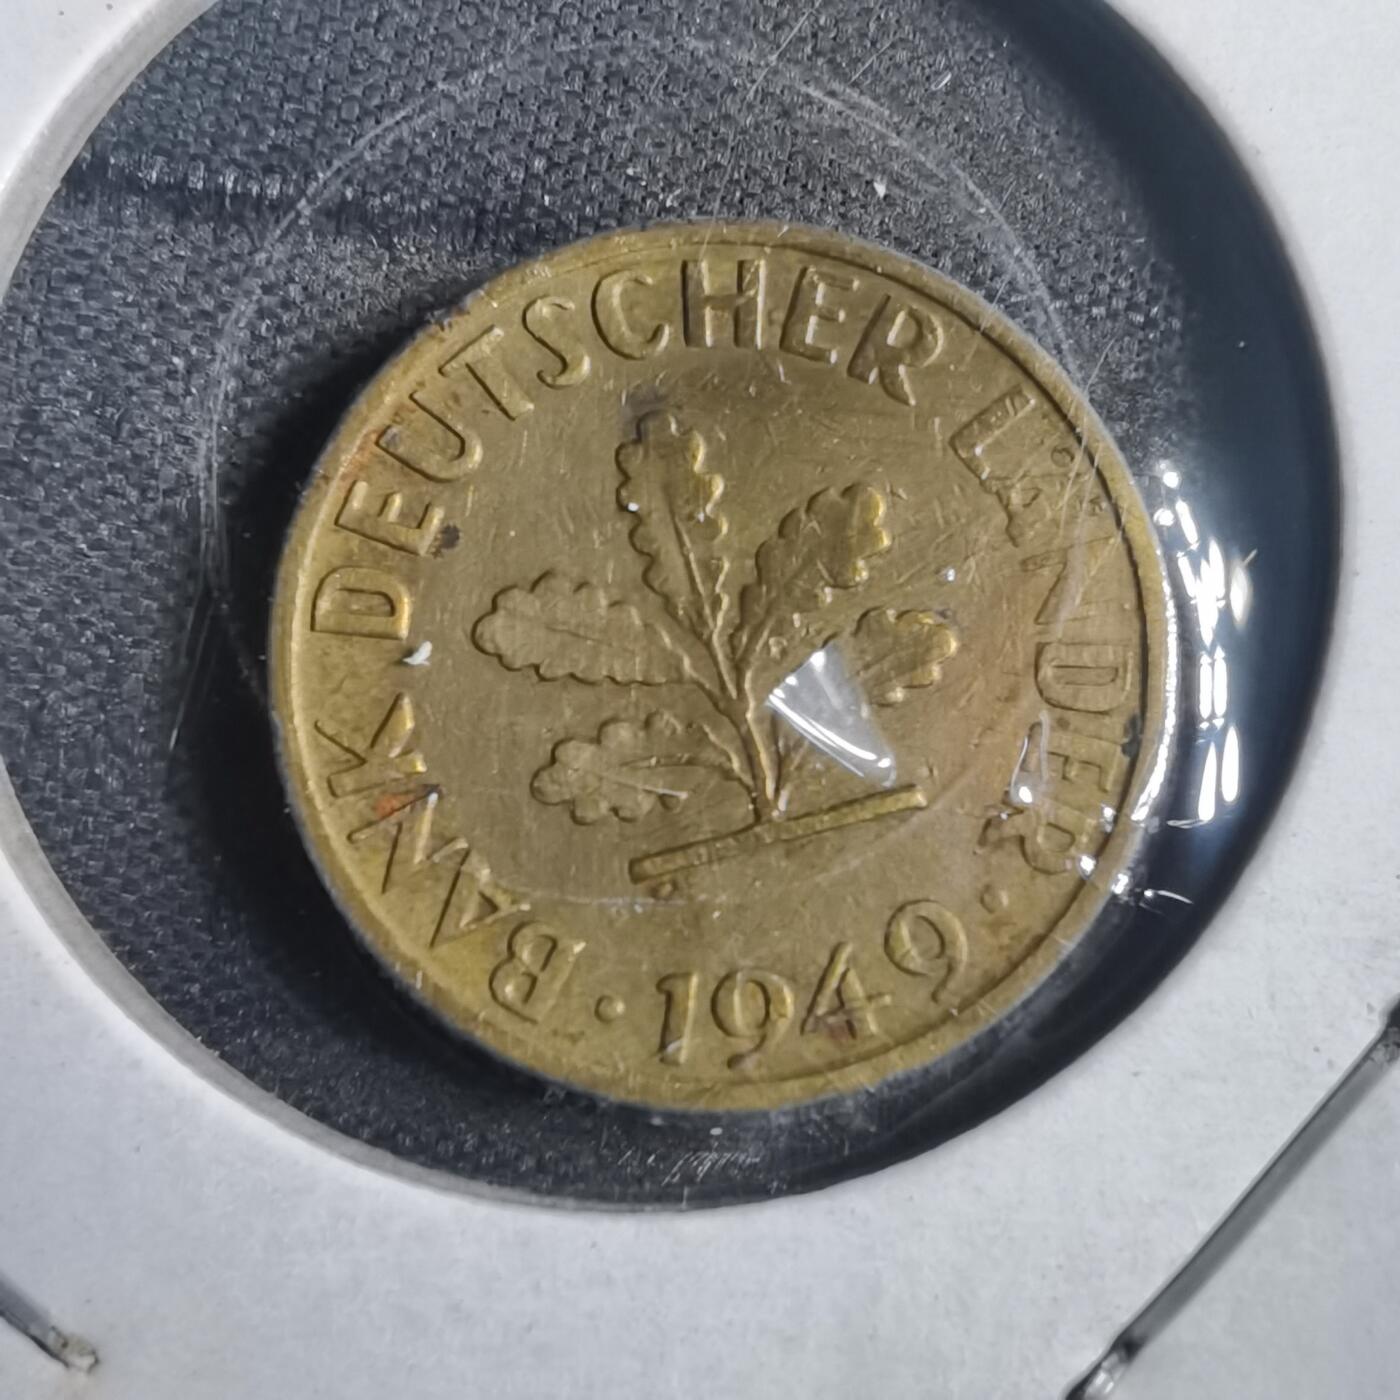 BANK DEUTSCHER LÄNDER
· 1949 ·